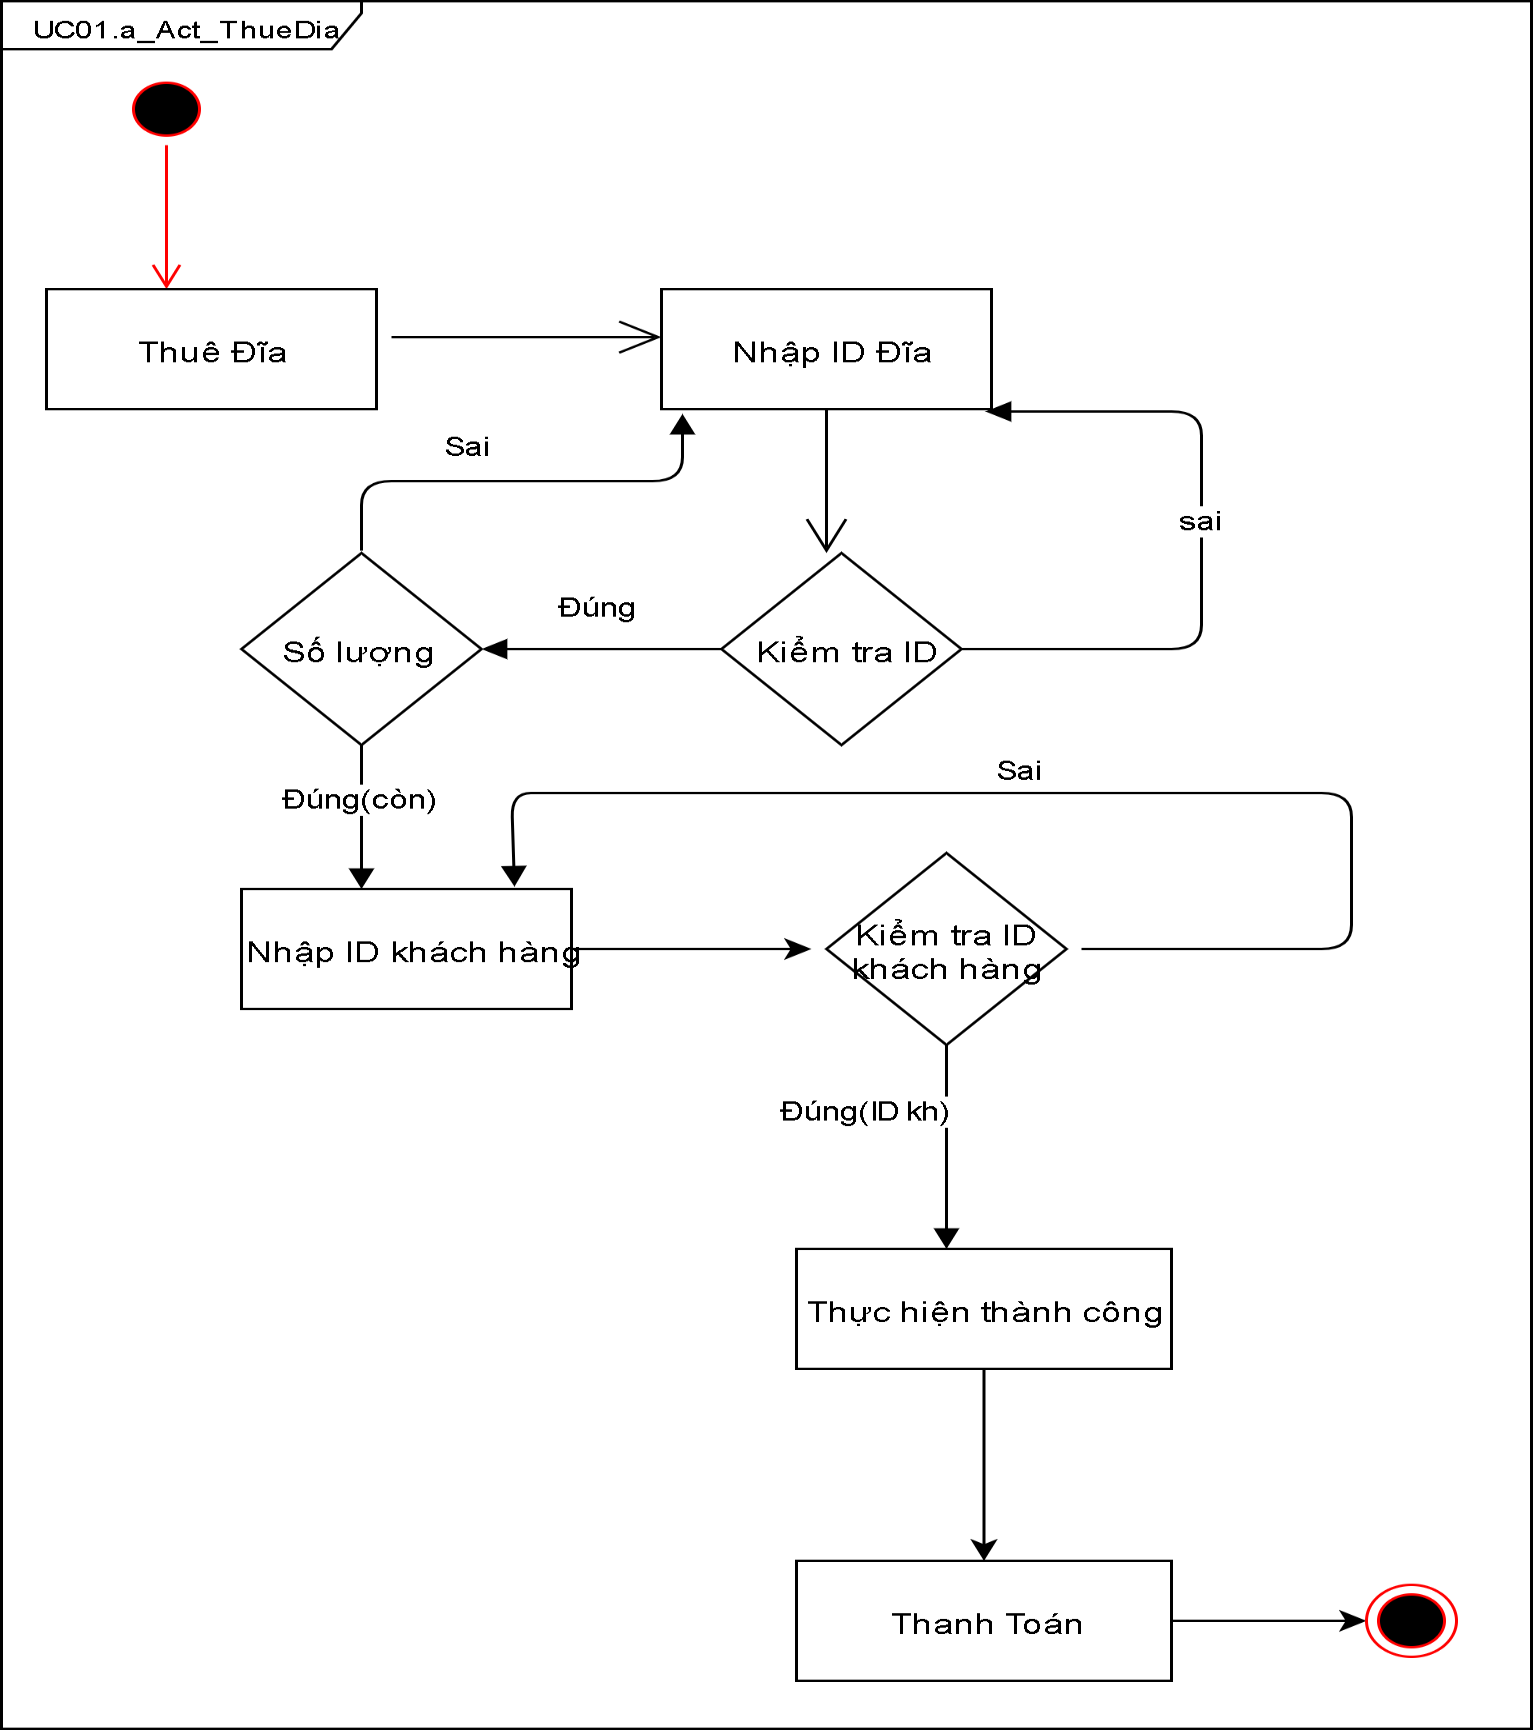 UC01.a_Act_ThueDia
Thuê Đĩa
Nhập ID Đĩa
Sai
sai
Đúng
Số lượng
Kiểm tra ID
Sai
Đúng(còn)
Nhập ID khách hàng
Kiểm tra ID
khách hàng
Đúng(ID kh)
Thực hiện thành công
Thanh Toán